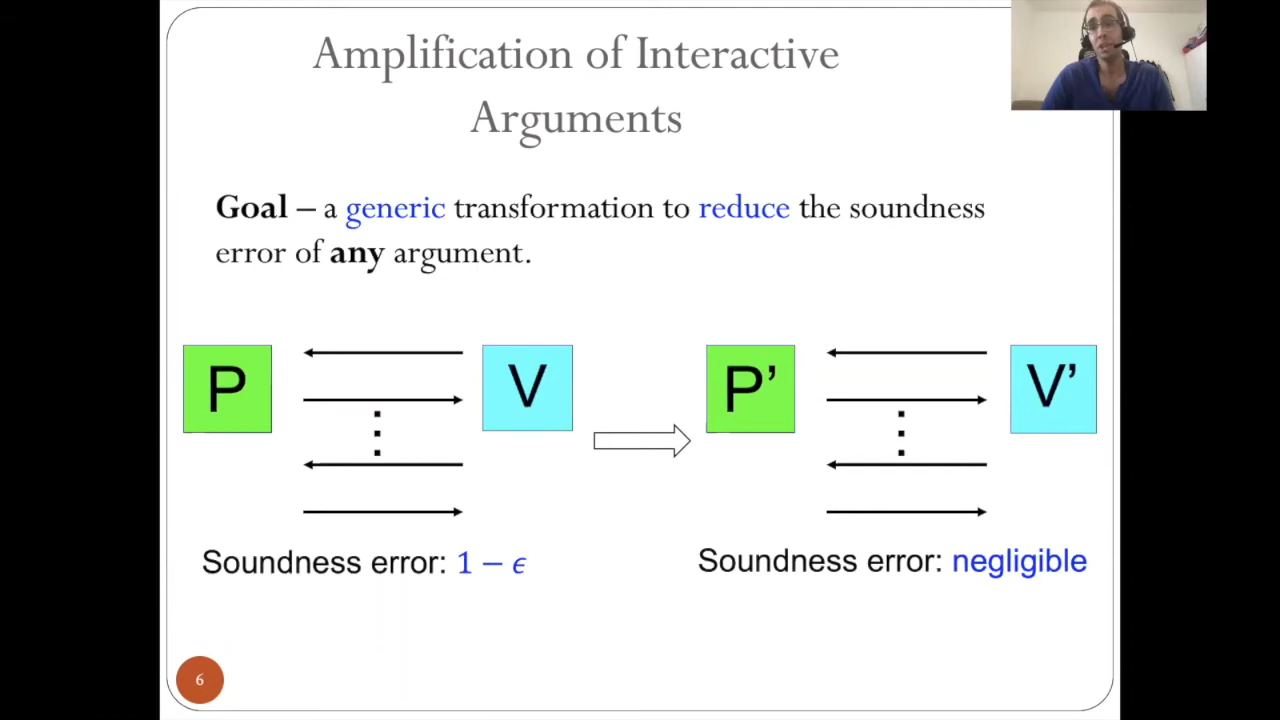 Amplification of Interactive
Arguments
Goal – a generic transformation to reduce the soundness
error of any argument.
P
V
P’
V’
Soundness error: 1 − ϵ
Soundness error: negligible
6